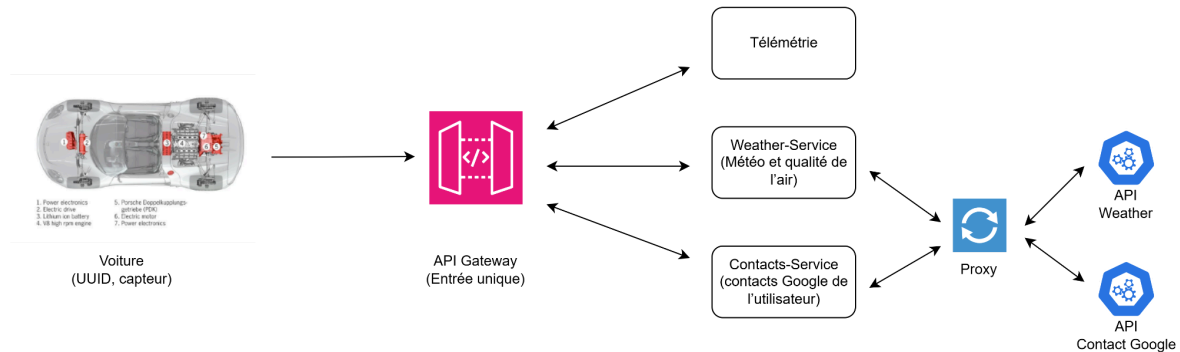 Télémétrie
Weather-Service
(Météo et qualité de
l'air)
Contacts-Service
(contacts Google de
l'utilisateur)
1. Power electronics
2. Electric drive
3. Lithium ion battery
4. V8 high rpm engine
5. Porsche Doppelkupplungs-
getriebe (PDK)
6. Electric motor
7. Power electronics
Voiture
(UUID, capteur)
API Gateway
(Entrée unique)
Proxy
API
Weather
API
Contact Google